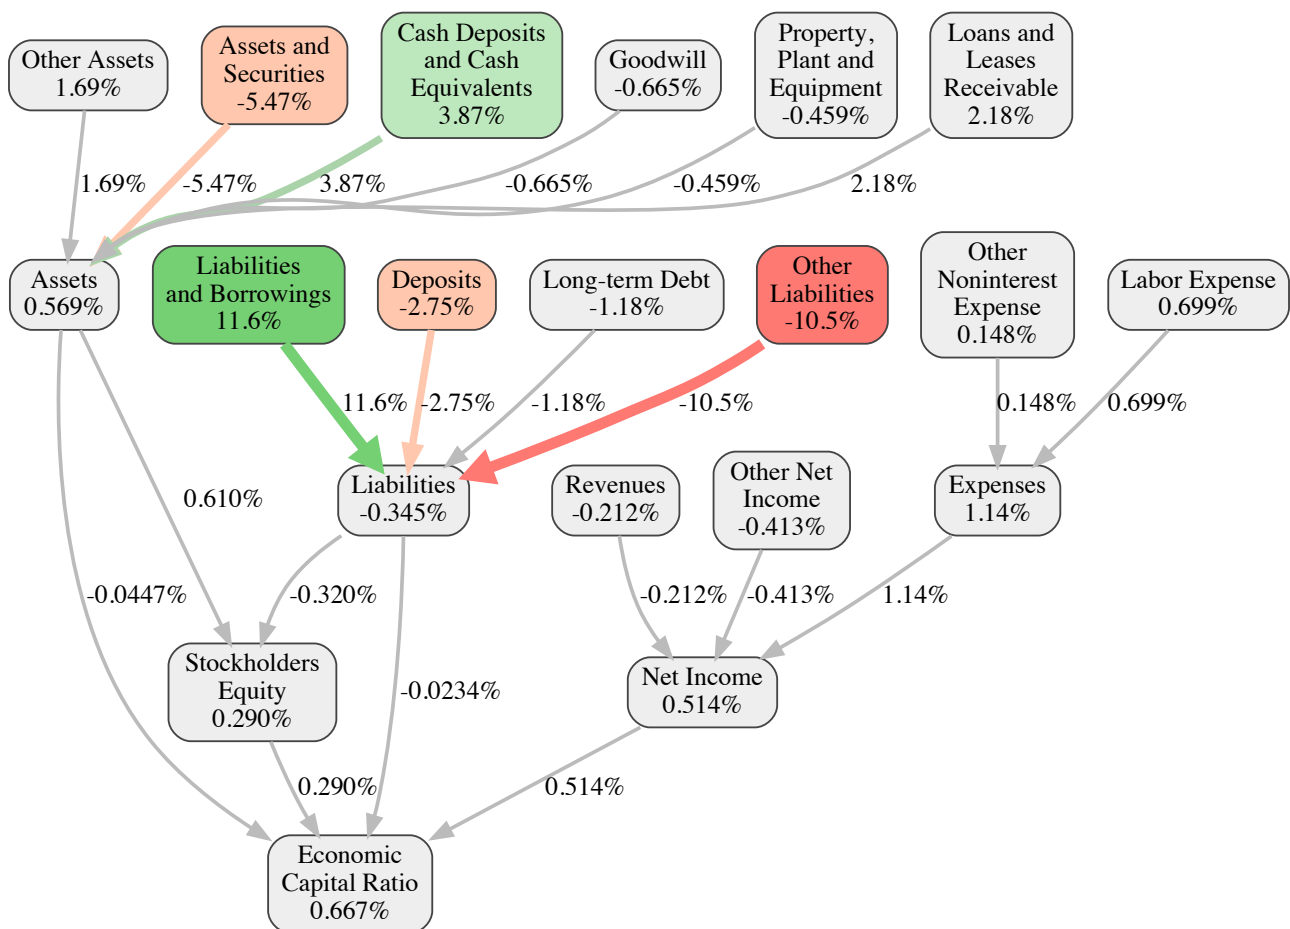 Other Assets
1.69%
Assets and
Securities
-5.47%
Cash Deposits
and Cash
Equivalents
3.87%
Goodwill
-0.665%
Property,
Plant and
Equipment
-0.459%
Loans and
Leases
Receivable
2.18%
1.69%
-5.47%
3.87%
-0.665%
-0.459%
2.18%
Assets
0.569%
Liabilities
and Borrowings
11.6%
Deposits
-2.75%
Long-term Debt
-1.18%
Other
Liabilities
-10.5%
Other
Noninterest
Expense
0.148%
Labor Expense
0.699%
11.6%
-2.75%
-1.18%
-10.5%
0.148%
0.699%
0.610%
Liabilities
-0.345%
Revenues
-0.212%
Other Net
Income
-0.413%
Expenses
1.14%
-0.0447%
-0.320%
-0.212%
-0.413%
1.14%
Stockholders
Equity
0.290%
-0.0234%
Net Income
0.514%
0.290%
0.514%
Economic
Capital Ratio
0.667%